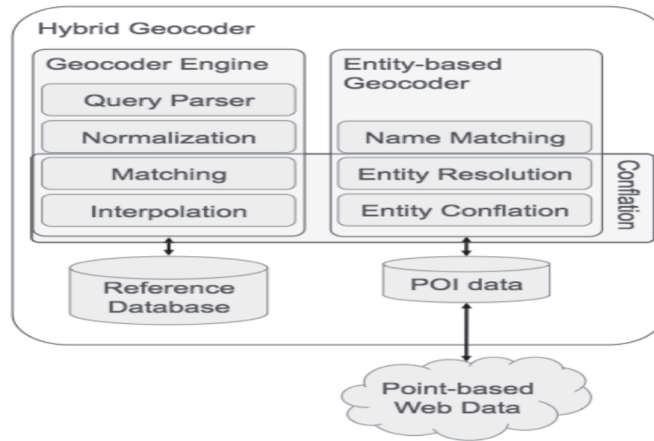 Hybrid Geocoder
Geocoder Engine
Query Parser
Normalization
Matching
Interpolation
Entity-based
Geocoder
Name Matching
Entity Resolution
Entity Conflation
Conflation
Reference
Database
POI data
Point-based
Web Data